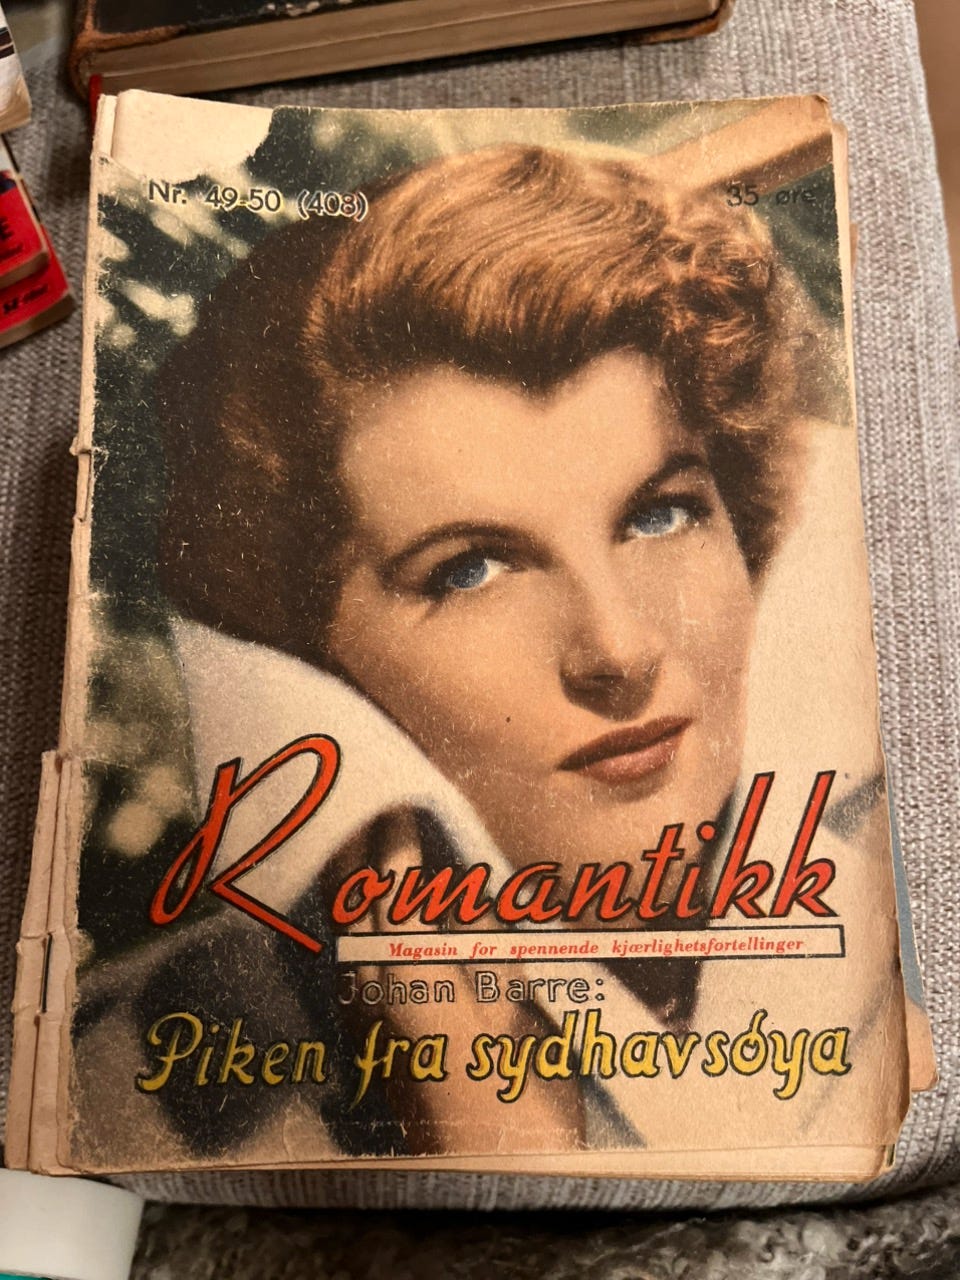 Nr. 49-50 (408)
35 øre
Romantikk
Magasin for spennende kjærlighetsfortellinger
Johan Barre:
Piken fra sydhavsøya